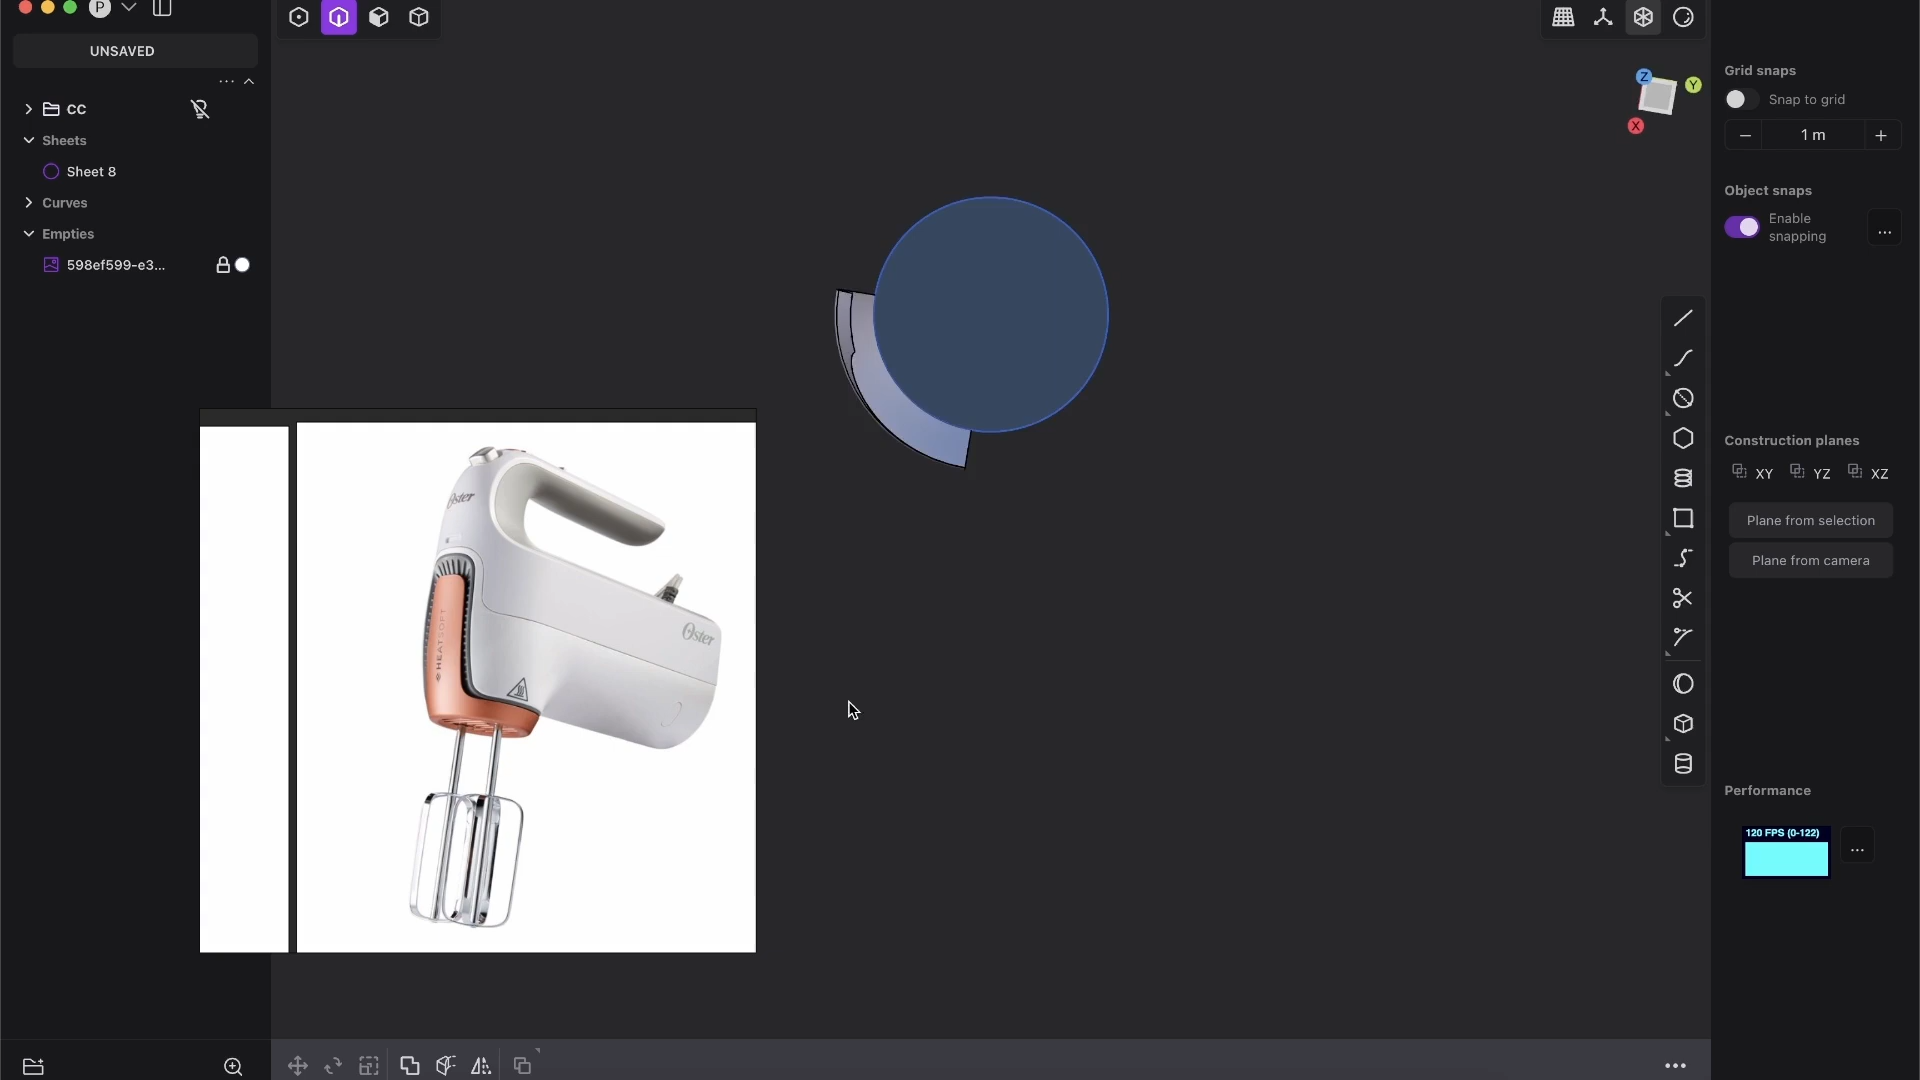 P
UNSAVED
CC
Sheets
Sheet 8
Curves
Empties
598ef599-e3...
Z
Y
X
Grid snaps
Snap to grid
1 m
Object snaps
Enable
snapping
...
Construction planes
XY
YZ
XZ
Plane from selection
Plane from camera
Performance
120 FPS (0-122)
...
Oster
Oster
HEATSOFT